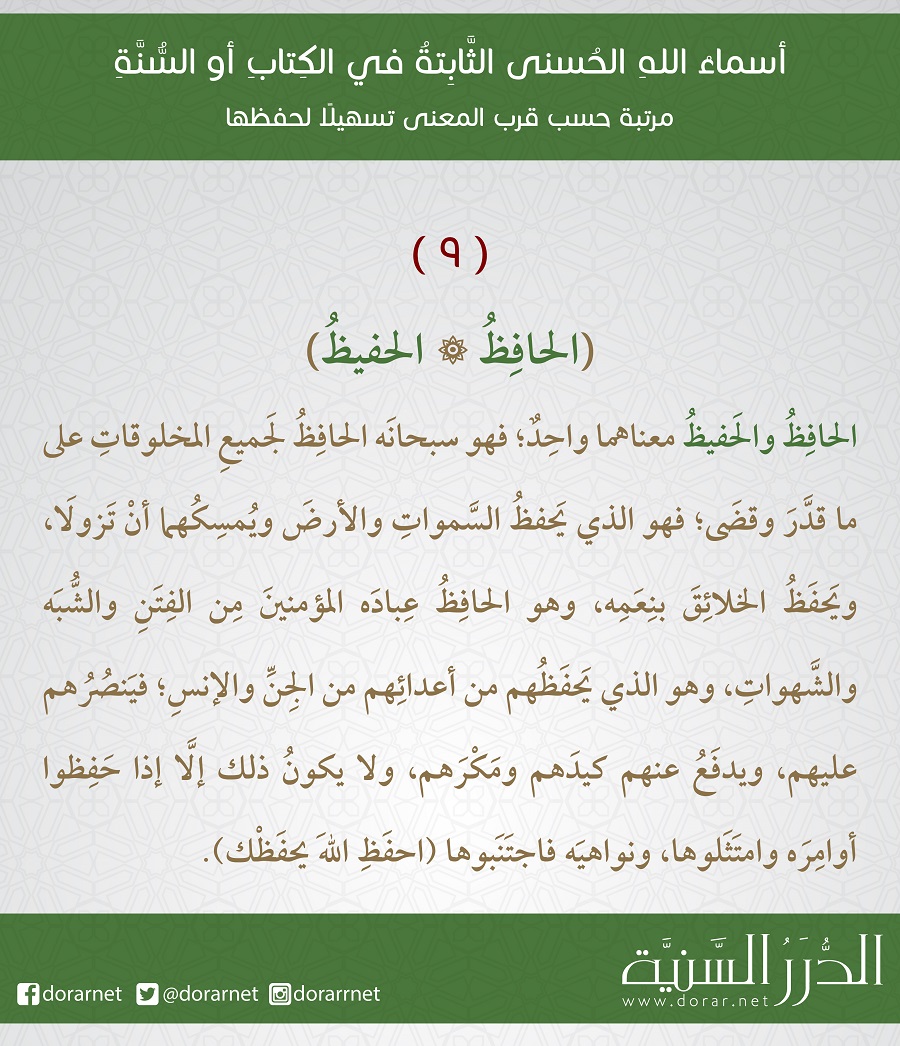 أسماءُ اللهِ الحُسنى الثَّابِتةُ في الكِتابِ أو السُّنَّةِ
مرتبة حسب قرب المعنى تسهيلًا لحفظها
( ٩ )
(الحافِظُ ۞ الحفيظُ)
الحافِظُ والحَفيظُ معناهما واحِدٌ؛ فهو سبحانَه الحافِظُ لجَميعِ المخلوقاتِ على
ما قدَّرَ وقضَى؛ فهو الذي يَحفظُ السَّمواتِ والأرضَ ويُمسِكُهما أنْ تَزولَا،
ويَحفَظُ الخلائِقَ بنِعَمِه، وهو الحافِظُ عِبادَه المؤمنينَ مِن الفِتَنِ والشُّبَه
والشَّهواتِ، وهو الذي يَحفَظُهم من أعدائِهم من الجِنِّ والإنسِ؛ فيَنصُرُهم
عليهم، ويدفَعُ عنهم كيدَهم ومَكْرَهم، ولا يكونُ ذلك إلَّا إذا حَفِظوا
أوامِرَه وامتَثَلوها، ونواهيَه فاجتَنَبوها (احفَظِ اللهَ يحفَظْك).
الدُّرَرُ السَّنِيَّة
www.dorar.net
dorarnet @dorarnet dorarrnet